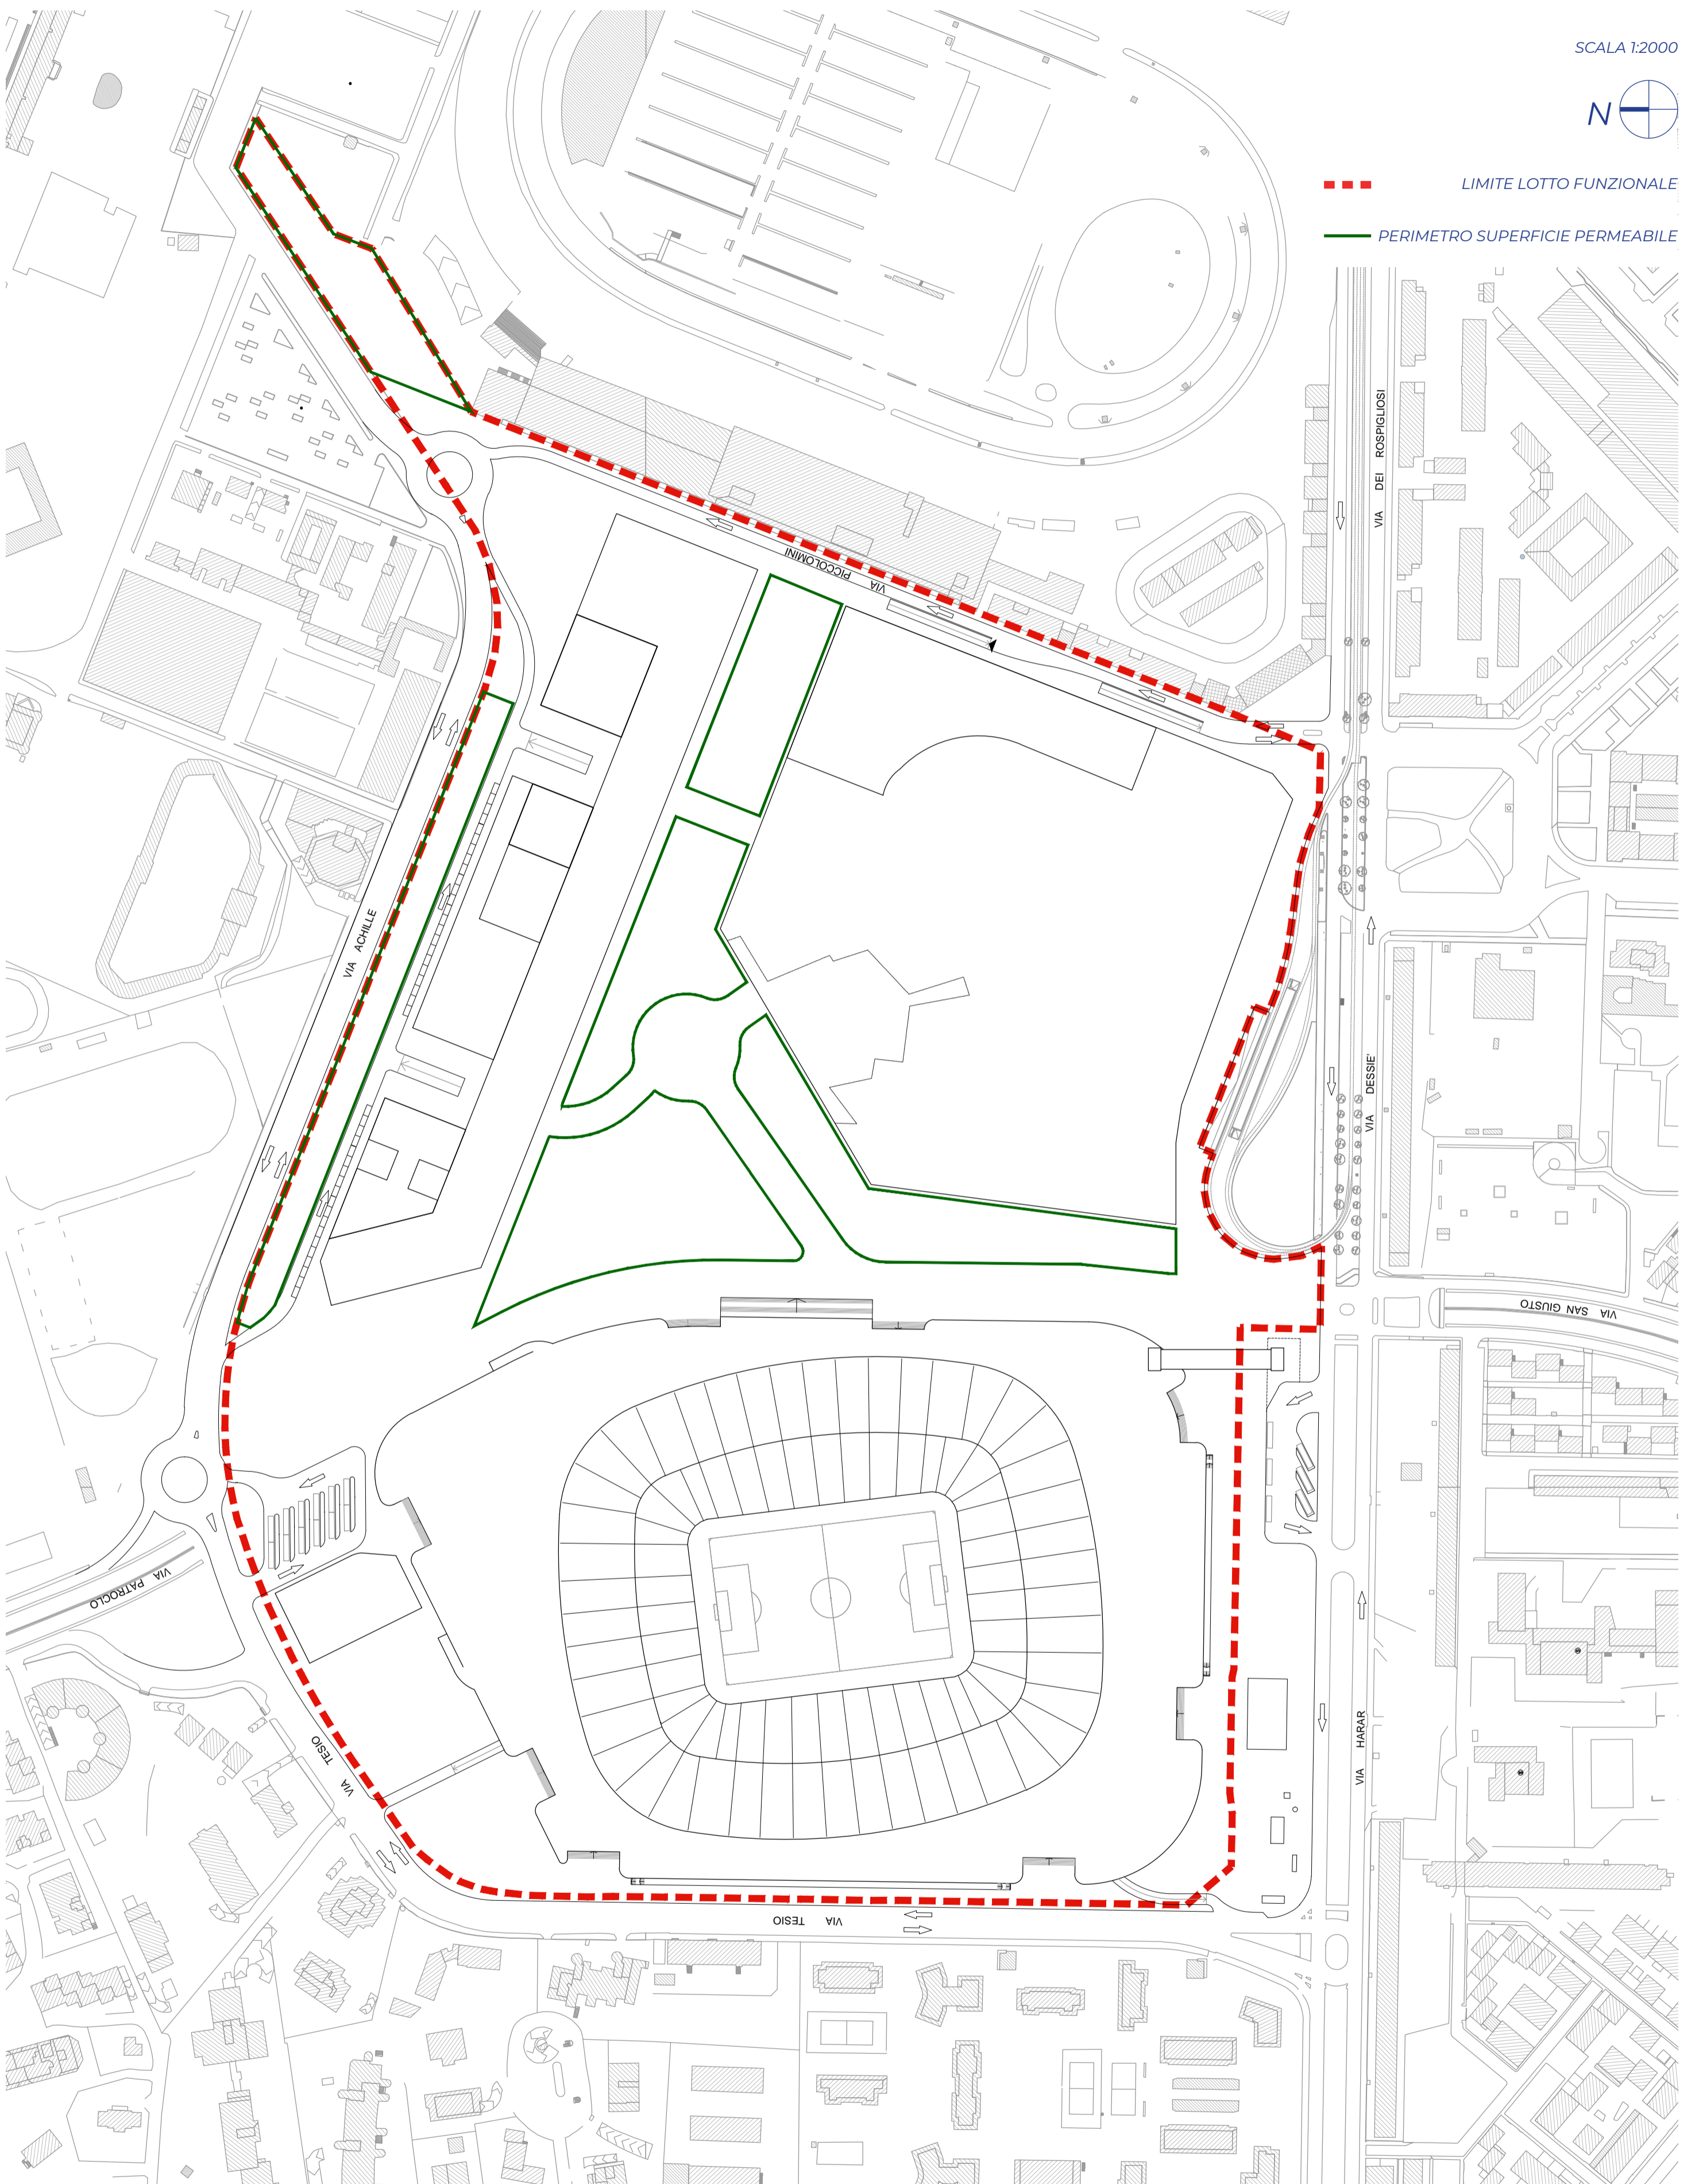 SCALA 1:2000
N
LIMITE LOTTO FUNZIONALE
PERIMETRO SUPERFICIE PERMEABILE
VIA DEI ROSPIGLIOSI
VIA PICCOLOMINI
VIA ACHILLE
VIA DESSIE'
VIA SAN GIUSTO
VIA PATROCLO
VIA TESIO
VIA HARAR
VIA TESIO